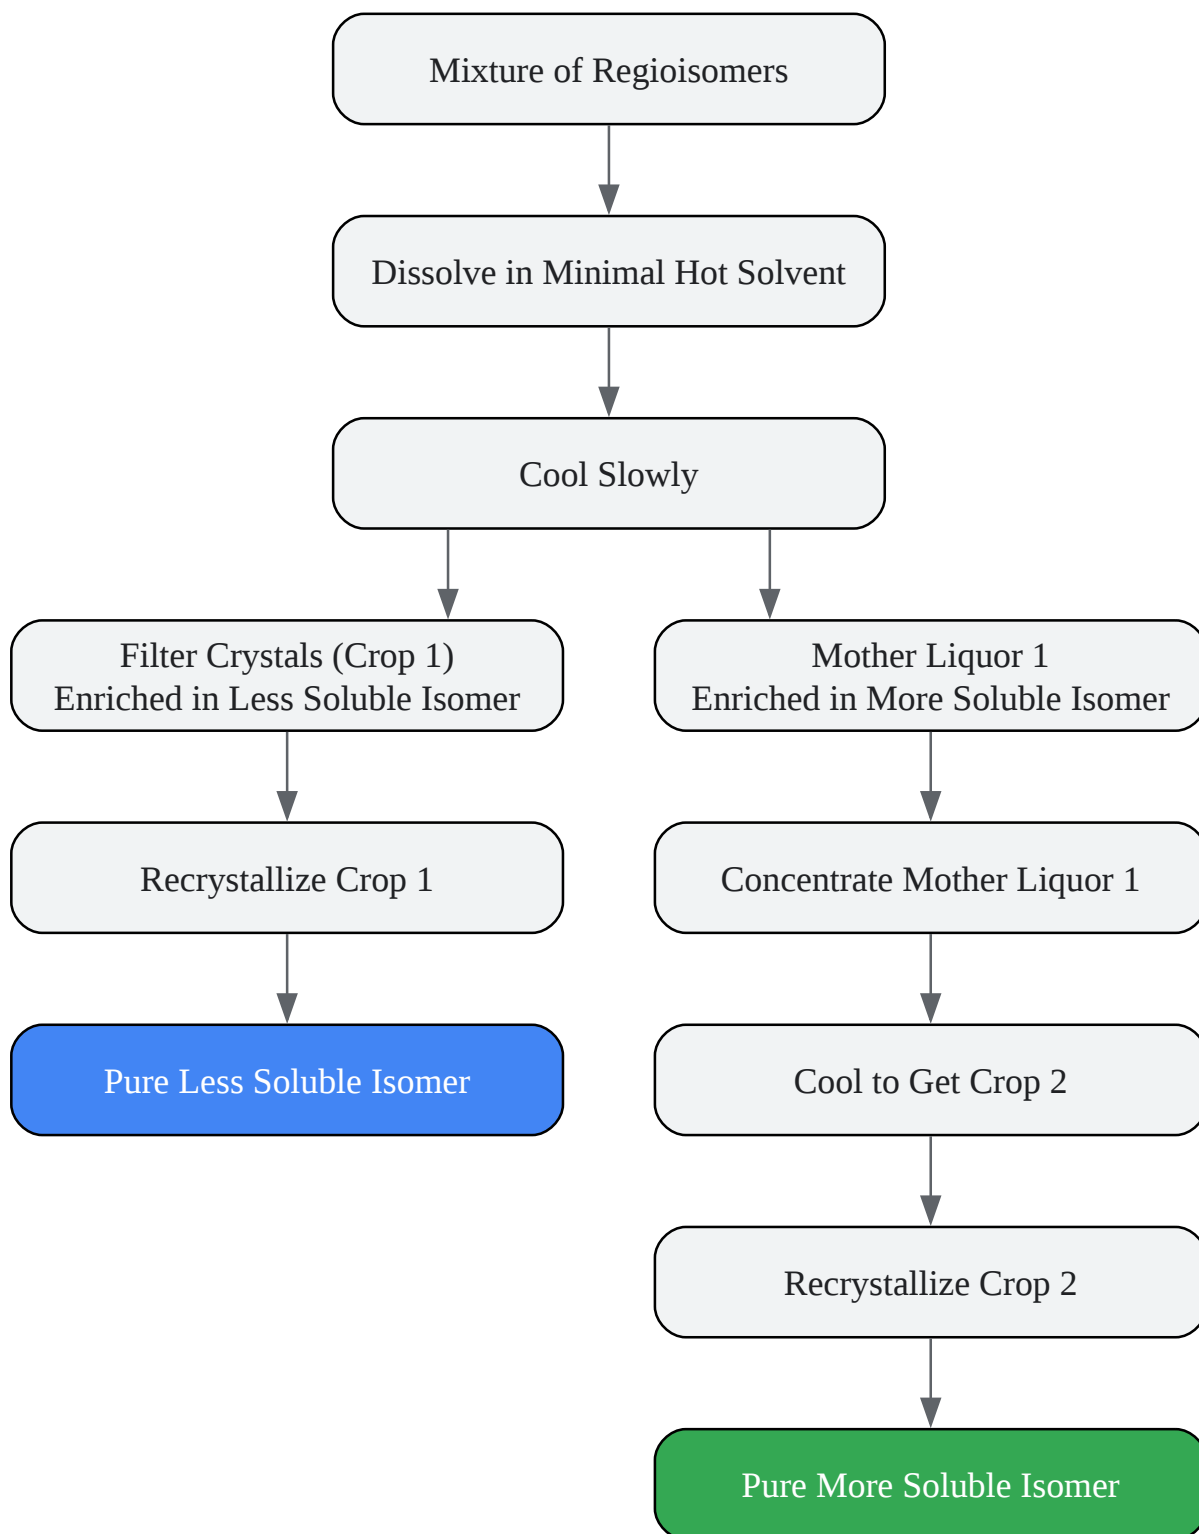 Mixture of Regioisomers
Dissolve in Minimal Hot Solvent
Cool Slowly
Filter Crystals (Crop 1)
Enriched in Less Soluble Isomer
Mother Liquor 1
Enriched in More Soluble Isomer
Recrystallize Crop 1
Concentrate Mother Liquor 1
Pure Less Soluble Isomer
Cool to Get Crop 2
Recrystallize Crop 2
Pure More Soluble Isomer